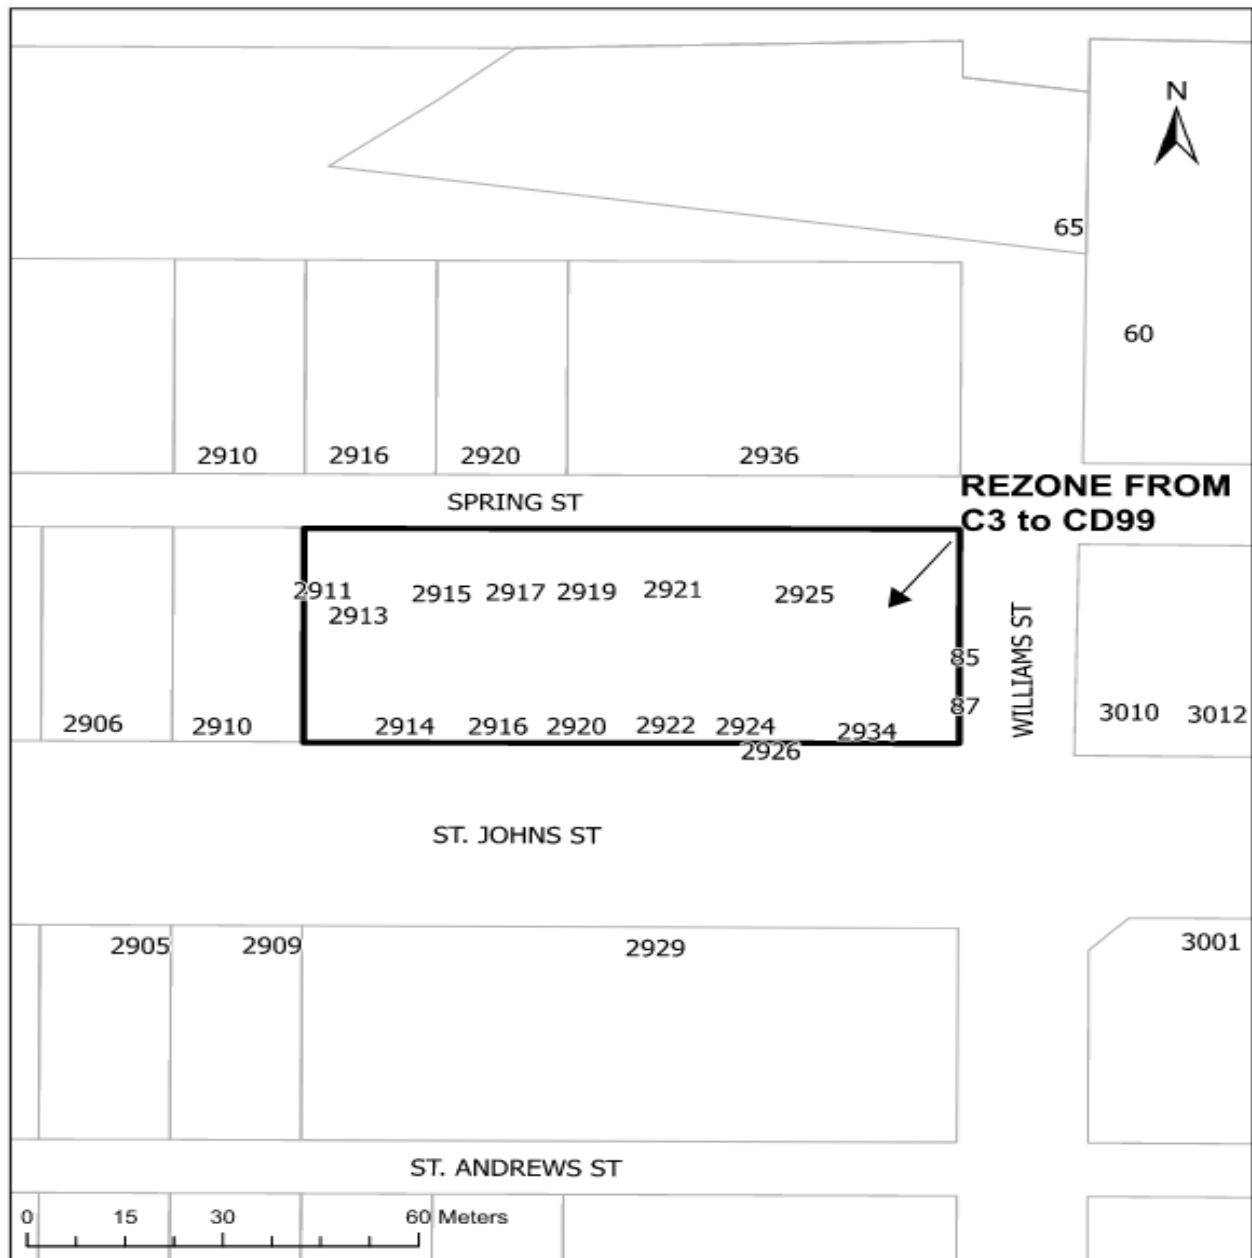 N
65
60
2910 2916 2920 2936
SPRING ST
REZONE FROM
C3 to CD99
2911 2915 2917 2919 2921 2925
2913
85
87
WILLIAMS ST
2906 2910 2914 2916 2920 2922 2924 2934 3010 3012
2926
ST. JOHNS ST
2905 2909 2929 3001
ST. ANDREWS ST
0 15 30 60 Meters